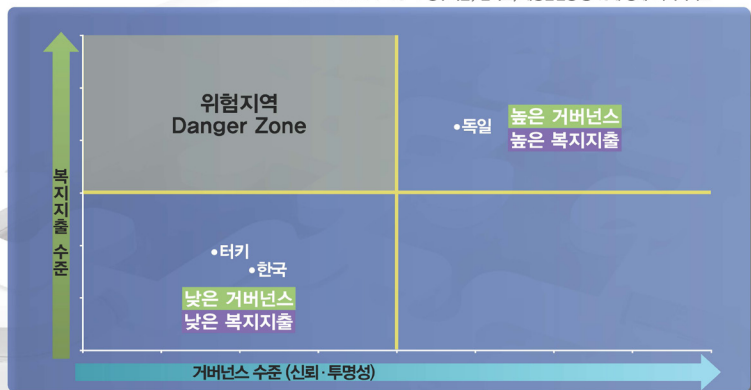 위험지역
Danger Zone
•독일
높은 거버넌스
높은 복지지출
복지지출 수준
•터키
•한국
낮은 거버넌스
낮은 복지지출
거버넌스 수준 (신뢰·투명성)